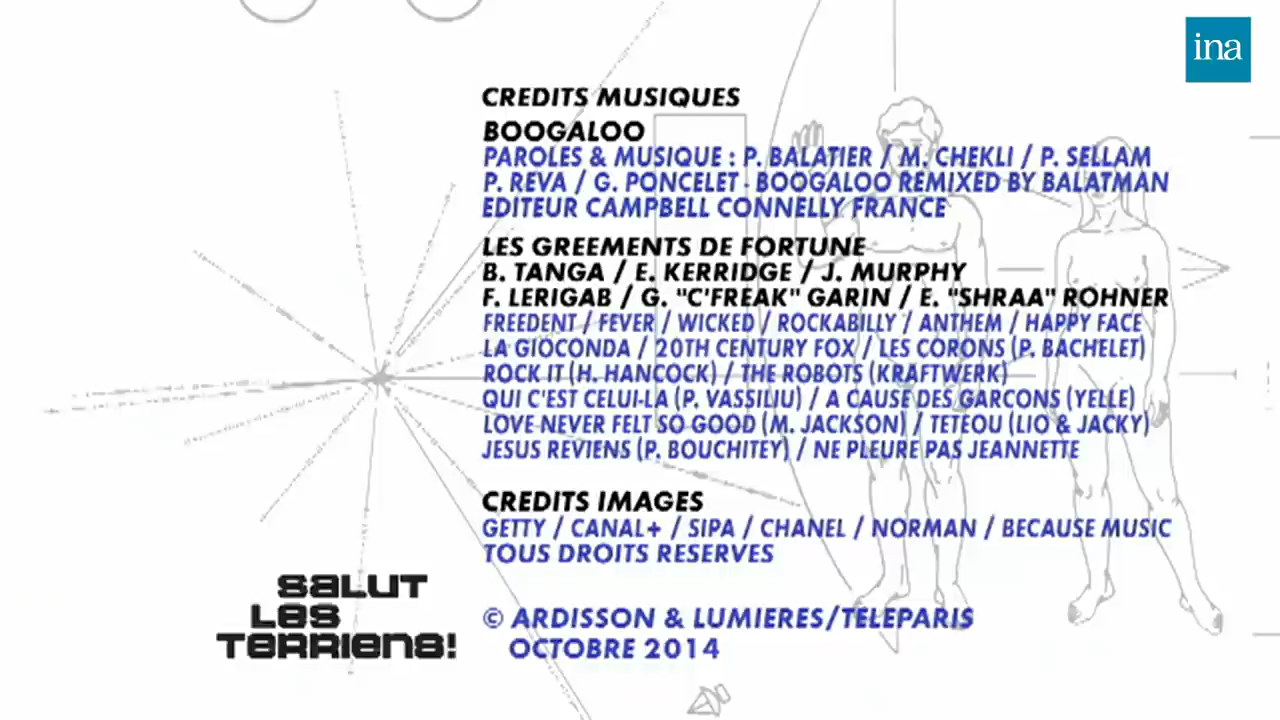 ina
CREDITS MUSIQUES
BOOGALOO
PAROLES & MUSIQUE : P. BALATIER / M. CHEKLI / P. SELLAM
P. REVA / G. PONCELET - BOOGALOO REMIXED BY BALATMAN
EDITEUR CAMPBELL CONNELLY FRANCE
LES GREEMENTS DE FORTUNE
B. TANGA / E. KERRIDGE / J. MURPHY
F. LERIGAB / G. "C'FREAK" GARIN / E. "SHRAA" ROHNER
FREEDENT / FEVER / WICKED / ROCKABILLY / ANTHEM / HAPPY FACE
LA GIOCONDA / 20TH CENTURY FOX / LES CORONS (P. BACHELET)
ROCK IT (H. HANCOCK) / THE ROBOTS (KRAFTWERK)
QUI C'EST CELUI-LA (P. VASSILIU) / A CAUSE DES GARCONS (YELLE)
LOVE NEVER FELT SO GOOD (M. JACKSON) / TETEOU (LIO & JACKY)
JESUS REVIENS (P. BOUCHITEY) / NE PLEURE PAS JEANNETTE
CREDITS IMAGES
GETTY / CANAL+ / SIPA / CHANEL / NORMAN / BECAUSE MUSIC
TOUS DROITS RESERVES
SALUT
LES
TERRIENS!
© ARDISSON & LUMIERES/TELEPARIS
OCTOBRE 2014